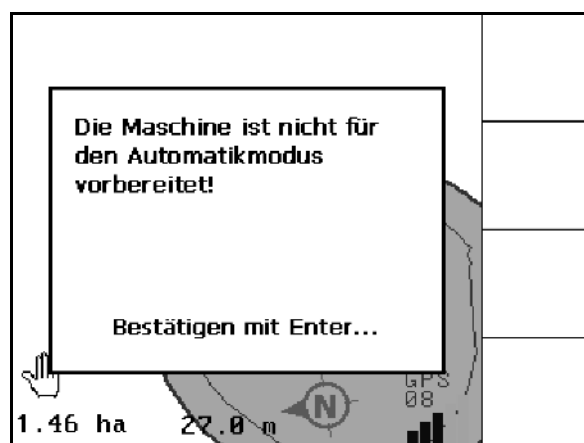 Die Maschine ist nicht für
den Automatikmodus
vorbereitet!
Bestätigen mit Enter...
GPS
08
N
1.46 ha 27.0 m